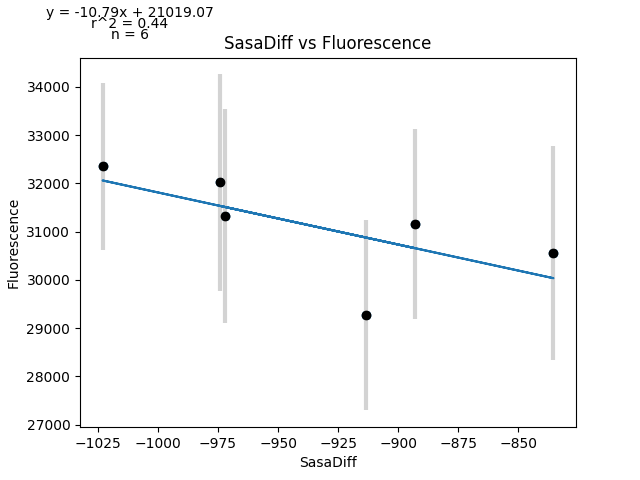 y = -10.79x + 21019.07
r^2 = 0.44
n = 6
SasaDiff vs Fluorescence
34000
33000
32000
31000
30000
29000
28000
27000
Fluorescence
−1025 −1000 −975 −950 −925 −900 −875 −850
SasaDiff